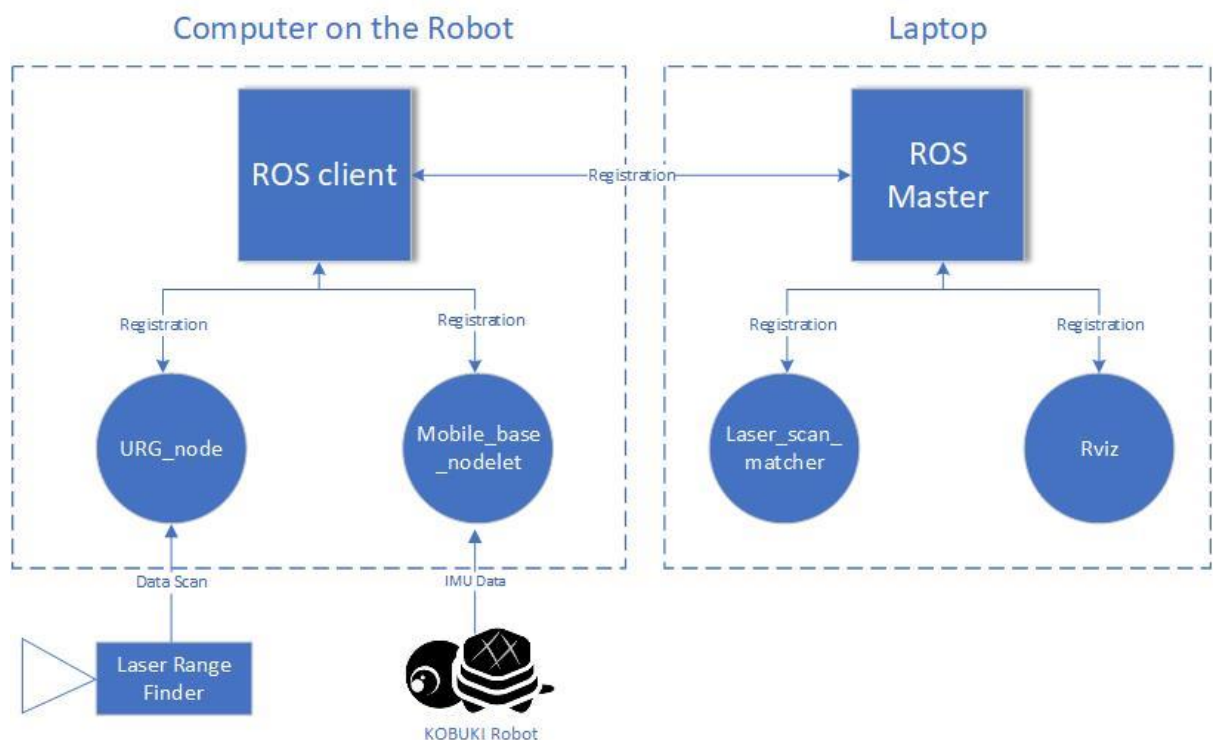 Computer on the Robot
Laptop
ROS client
Registration
ROS
Master
Registration
Registration
Registration
Registration
URG_node
Mobile_base
_nodelet
Laser_scan_
matcher
Rviz
Data Scan
IMU Data
Laser Range
Finder
KOBUKI Robot